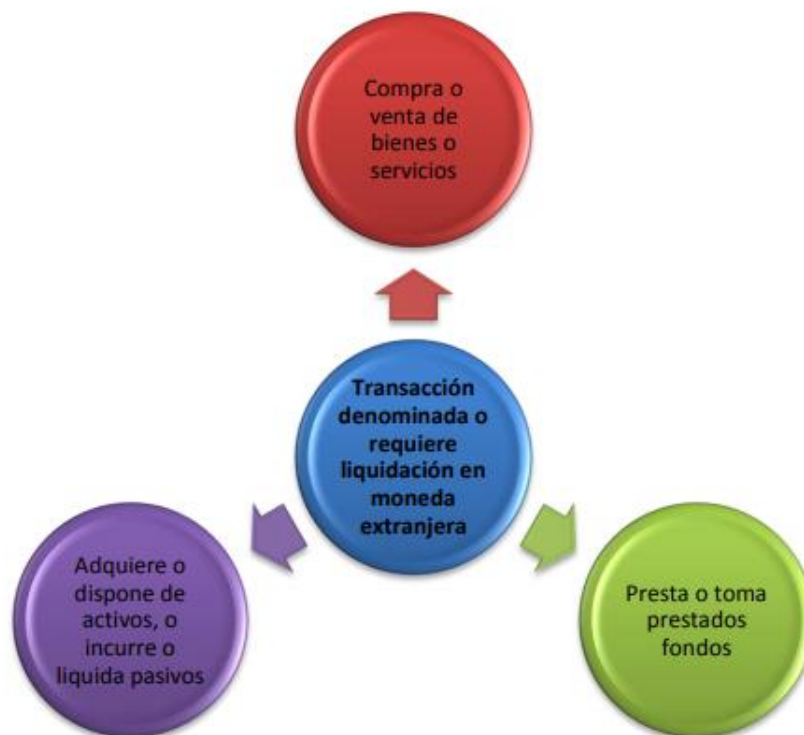 Compra o
venta de
bienes o
servicios
Transacción
denominada o
requiere
liquidación en
moneda
extranjera
Adquiere o
dispone de
activos, o
incurre o
liquida pasivos
Presta o toma
prestados
fondos